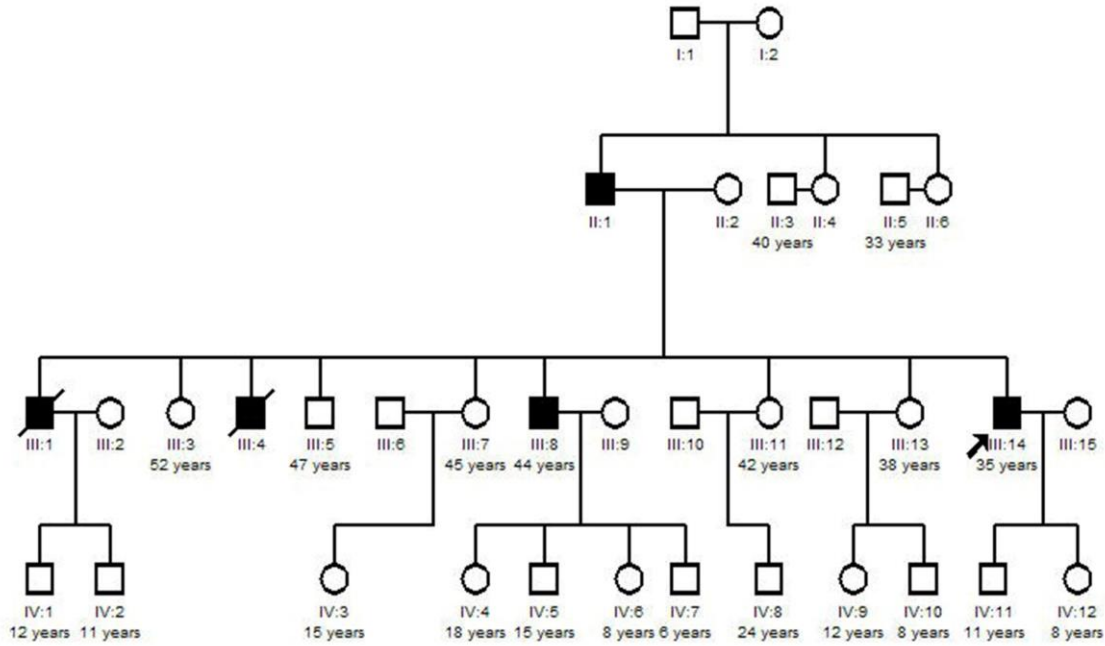 I:1 I:2
II:1 II:2 II:3 II:4 II:5 II:6
40 years 33 years
III:1 III:2 III:3 III:4 III:5 III:6 III:7 III:8 III:9 III:10 III:11 III:12 III:13 III:14 III:15
52 years 47 years 45 years 44 years 42 years 38 years 35 years
IV:1 IV:2 IV:3 IV:4 IV:5 IV:6 IV:7 IV:8 IV:9 IV:10 IV:11 IV:12
12 years 11 years 15 years 18 years 15 years 8 years 6 years 24 years 12 years 8 years 11 years 8 years